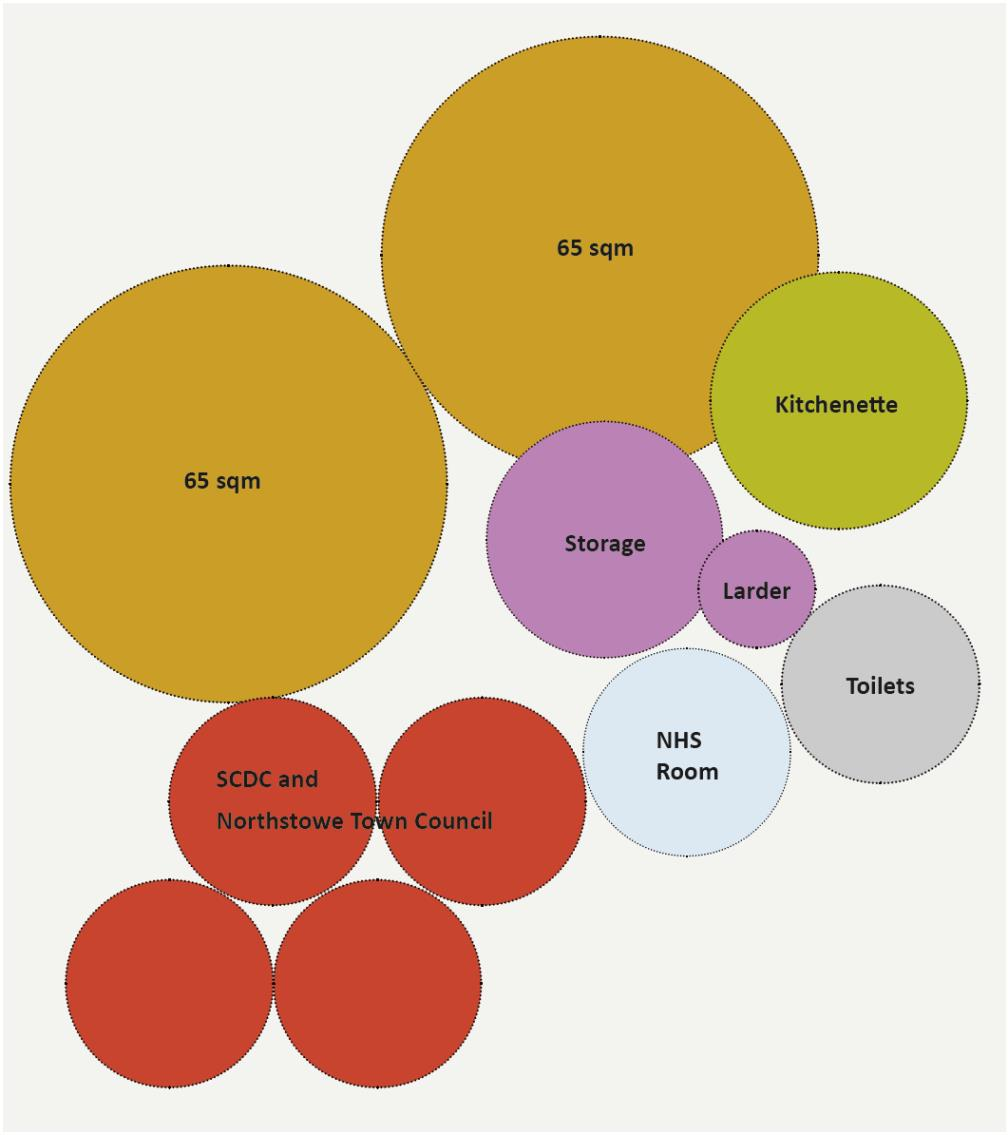 65 sqm
Kitchenette
65 sqm
Storage
Larder
Toilets
NHS
Room
SCDC and
Northstowe Town Council